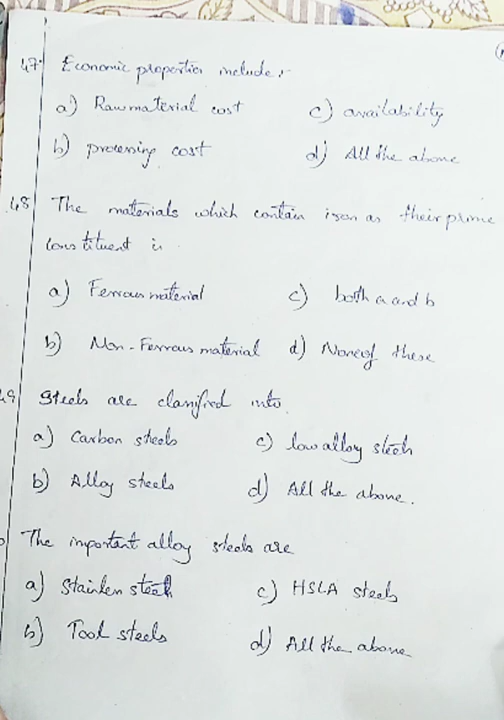 47. Economic properties include :-
a) Raw material cost c) availability
b) processing cost d) All the above
48 The materials which contain iron as their prime
constituent is
a) Ferrous material c) both a and b
b) Non-Ferrous material d) None of these
49 Steels are classified into
a) Carbon steels c) low alloy steels
b) Alloy steels d) All the above.
The important alloy steels are
a) Stainless steel c) HSLA steels
b) Tool steels d) All the above